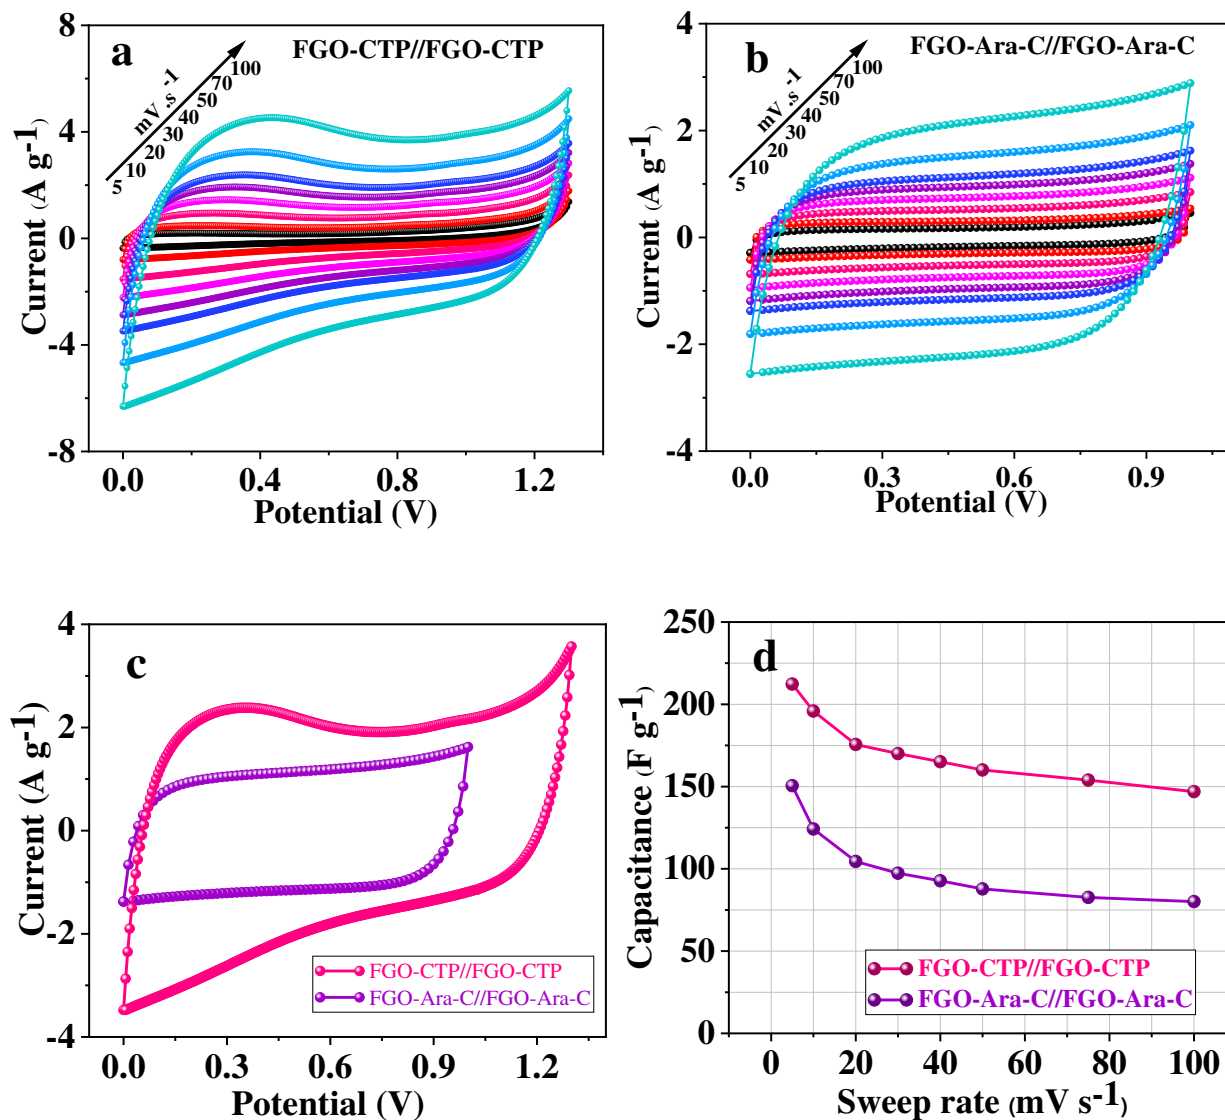 a
FGO-CTP//FGO-CTP
mV.s-1
5 10 20 30 40 50 70 100
8
4
0
-4
-8
Current (A g-1)
0.0 0.4 0.8 1.2
Potential (V)
b
FGO-Ara-C//FGO-Ara-C
mV.s-1
5 10 20 30 40 50 70 100
4
2
0
-2
-4
Current (A g-1)
0.0 0.3 0.6 0.9
Potential (V)
c
4
2
0
-2
-4
Current (A g-1)
FGO-CTP//FGO-CTP
FGO-Ara-C//FGO-Ara-C
0.0 0.3 0.6 0.9 1.2
Potential (V)
d
250
200
150
100
50
0
Capacitance (F g-1)
FGO-CTP//FGO-CTP
FGO-Ara-C//FGO-Ara-C
0 20 40 60 80 100
Sweep rate (mV s-1)